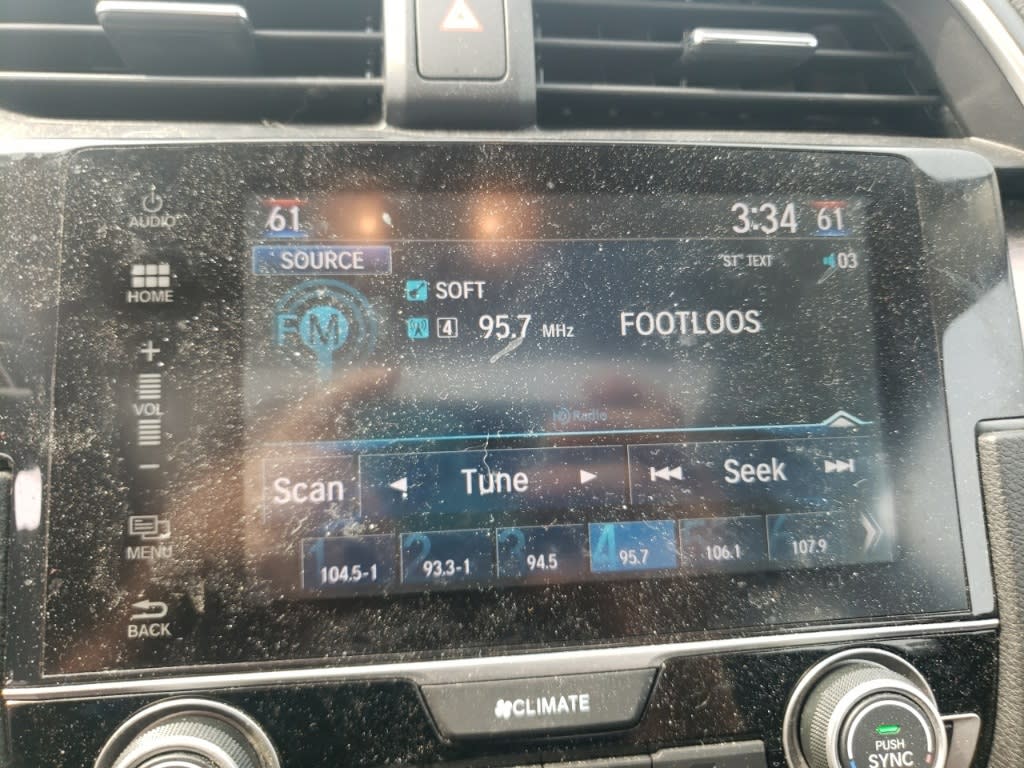 AUDIO
61
3:34 61
SOURCE
ST TEXT 03
HOME
FM
SOFT
4 95.7 MHz FOOTLOOS
+
VOL
-
HD Radio
Scan Tune Seek
MENU
1 104.5-1
2 93.3-1
3 94.5
4 95.7
5 106.1
6 107.9
BACK
CLIMATE
PUSH
SYNC